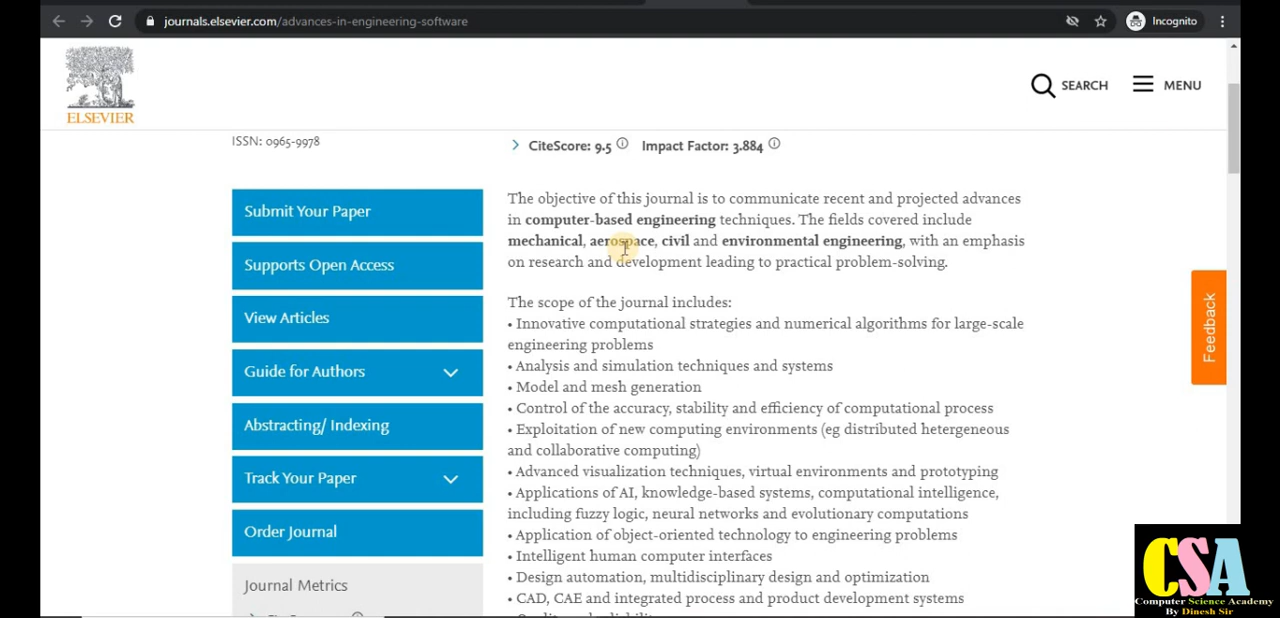 journals.elsevier.com/advances-in-engineering-software
Incognito
ELSEVIER
SEARCH
MENU
ISSN: 0965-9978
CiteScore: 9.5
Impact Factor: 3.884
Submit Your Paper
Supports Open Access
View Articles
Guide for Authors
Abstracting/ Indexing
Track Your Paper
Order Journal
Journal Metrics
The objective of this journal is to communicate recent and projected advances
in computer-based engineering techniques. The fields covered include
mechanical, aerospace, civil and environmental engineering, with an emphasis
on research and development leading to practical problem-solving.
The scope of the journal includes:
• Innovative computational strategies and numerical algorithms for large-scale
engineering problems
• Analysis and simulation techniques and systems
• Model and mesh generation
• Control of the accuracy, stability and efficiency of computational process
• Exploitation of new computing environments (eg distributed hetergeneous
and collaborative computing)
• Advanced visualization techniques, virtual environments and prototyping
• Applications of AI, knowledge-based systems, computational intelligence,
including fuzzy logic, neural networks and evolutionary computations
• Application of object-oriented technology to engineering problems
• Intelligent human computer interfaces
• Design automation, multidisciplinary design and optimization
• CAD, CAE and integrated process and product development systems
Feedback
CSA
Computer Science Academy
By Dinesh Sir